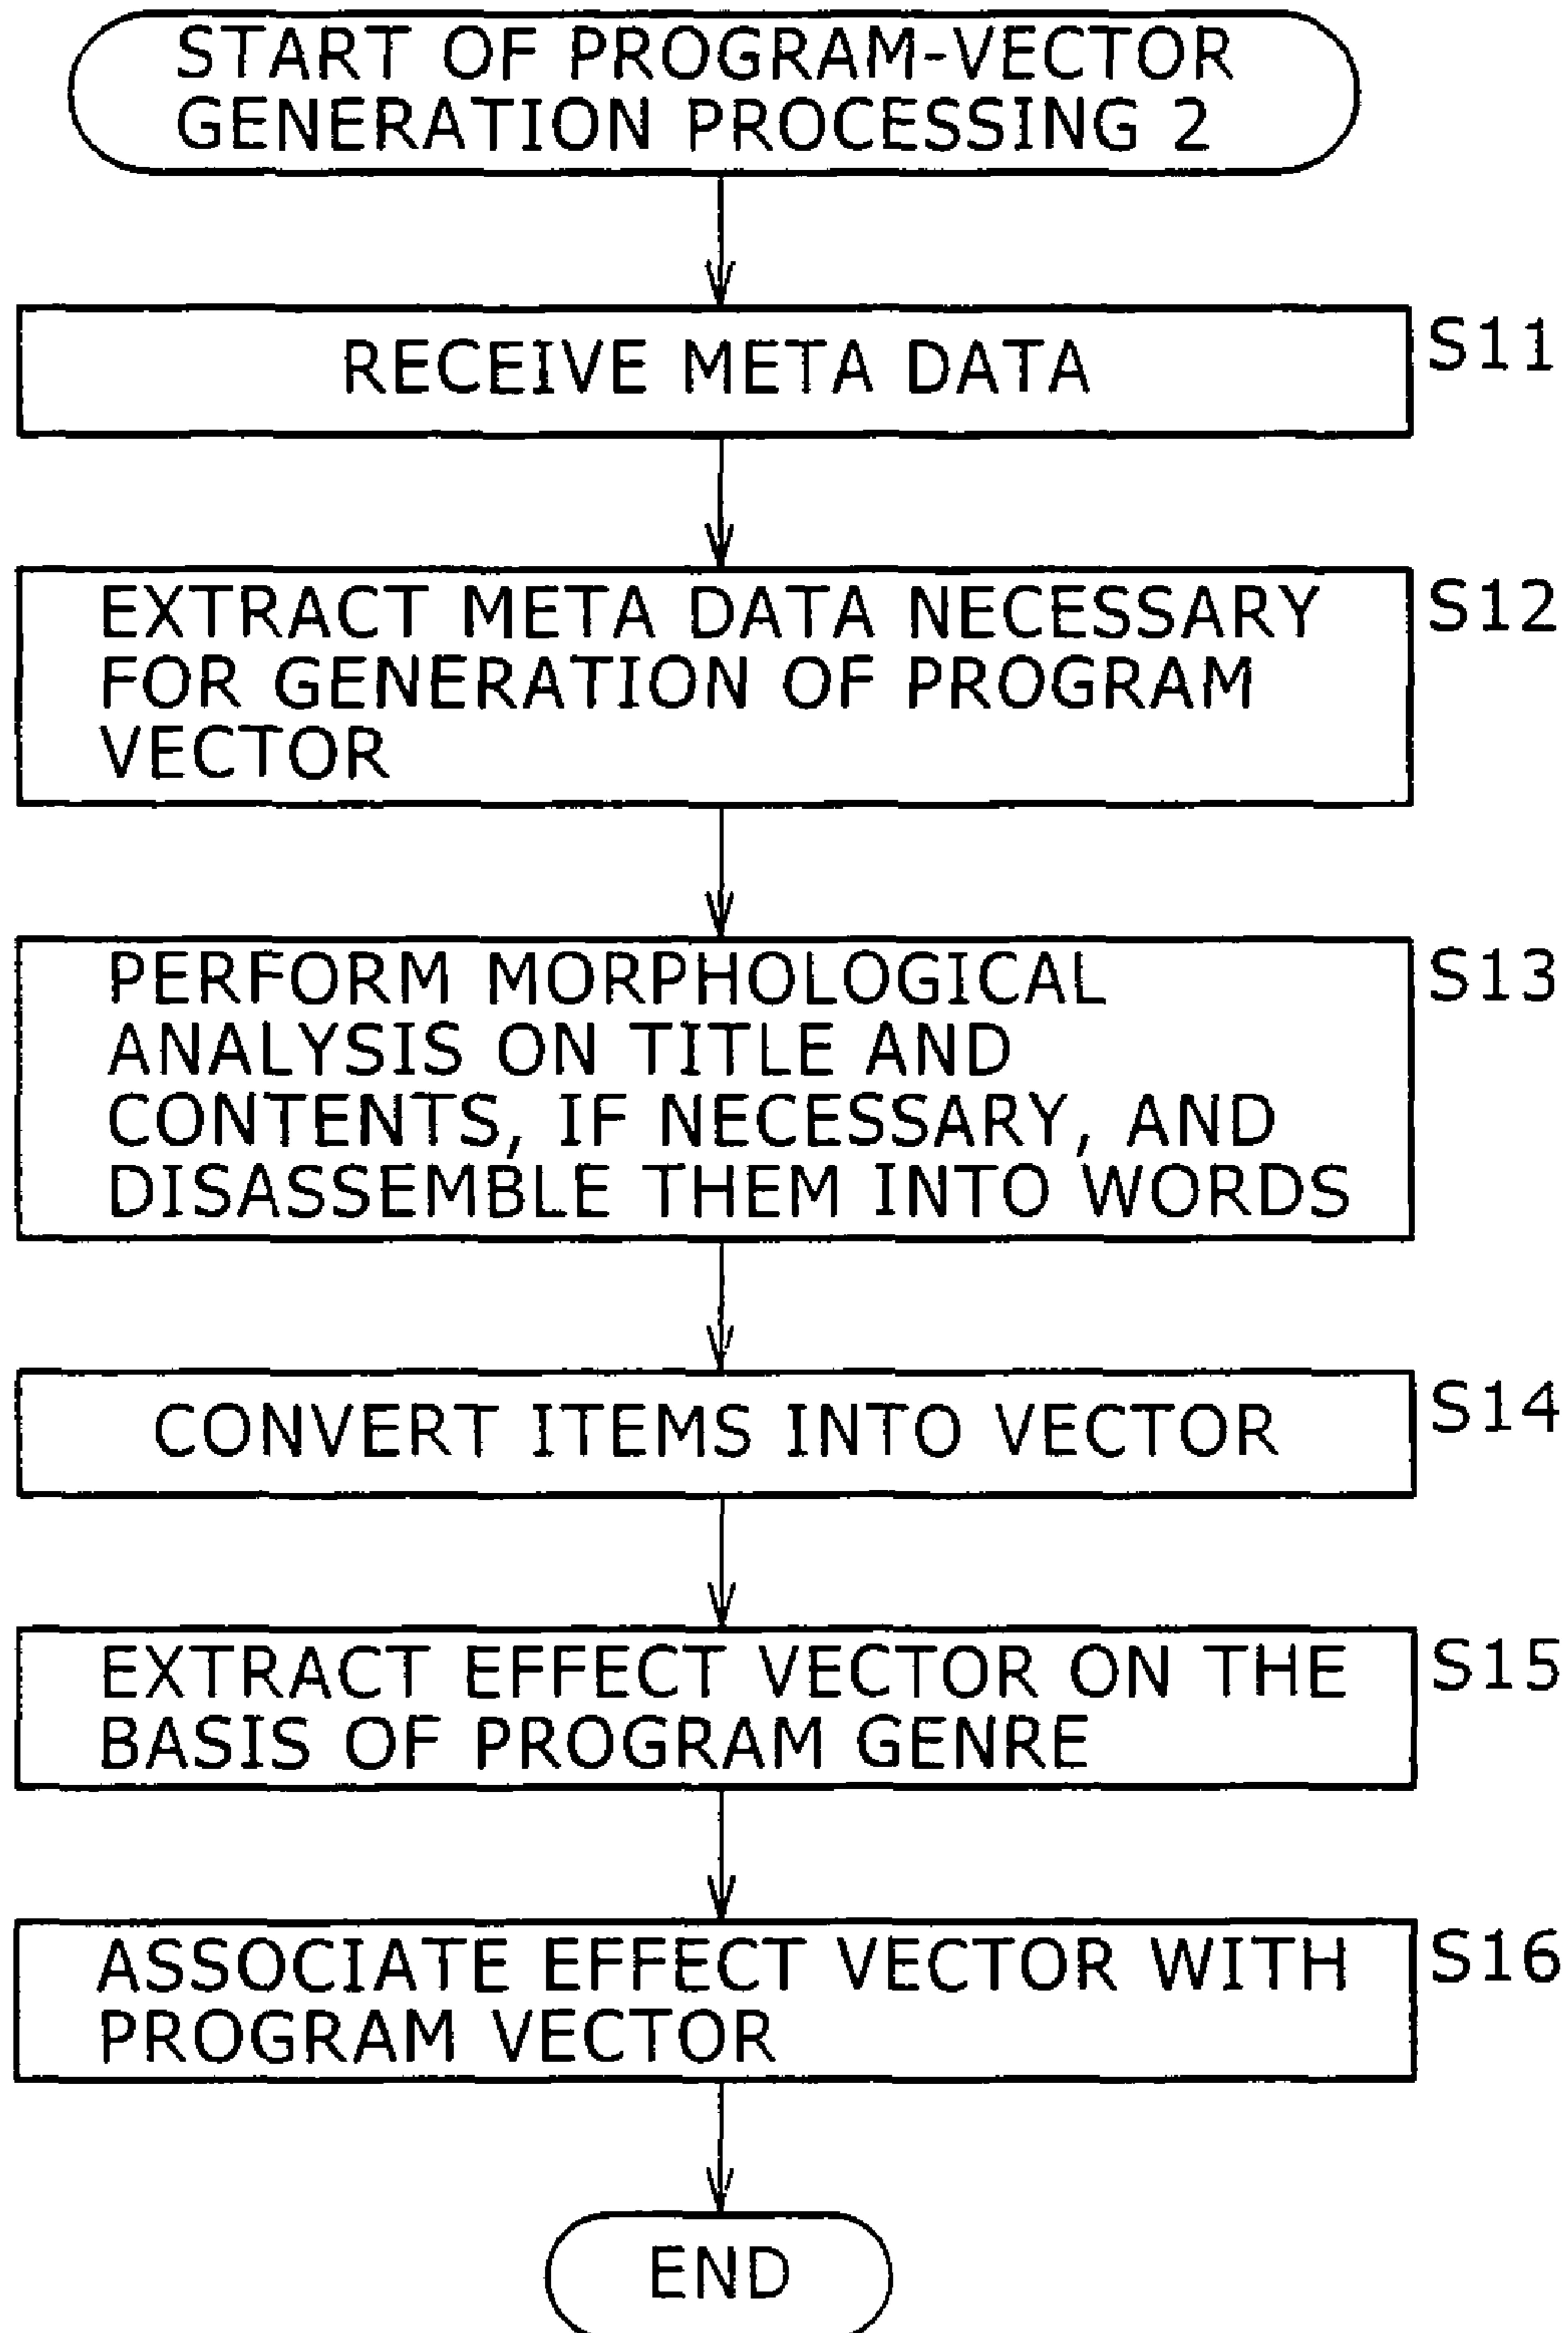 START OF PROGRAM-VECTOR
GENERATION PROCESSING 2
RECEIVE META DATA
S11
EXTRACT META DATA NECESSARY
FOR GENERATION OF PROGRAM
VECTOR
S12
PERFORM MORPHOLOGICAL
ANALYSIS ON TITLE AND
CONTENTS, IF NECESSARY, AND
DISASSEMBLE THEM INTO WORDS
S13
CONVERT ITEMS INTO VECTOR
S14
EXTRACT EFFECT VECTOR ON THE
BASIS OF PROGRAM GENRE
S15
ASSOCIATE EFFECT VECTOR WITH
PROGRAM VECTOR
S16
END